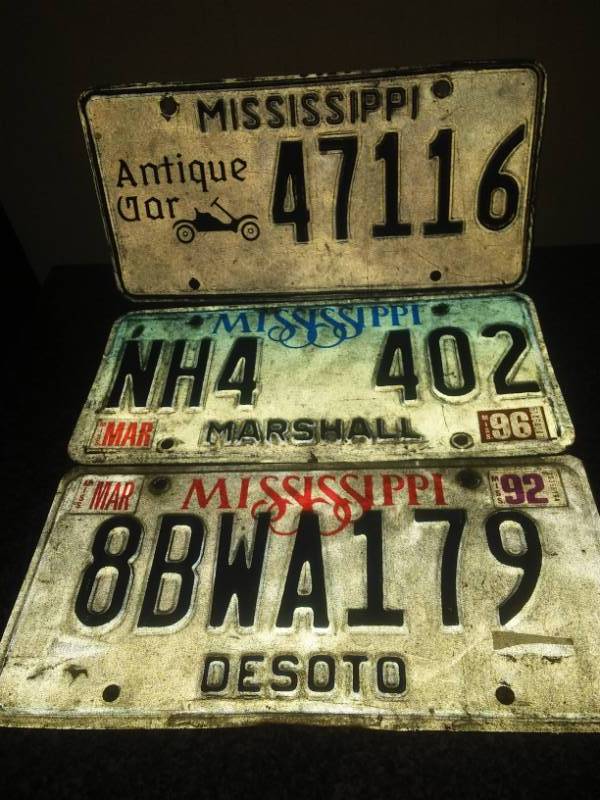 MISSISSIPPI
Antique
Car
47116
MISSISSIPPI
NH4 402
MAR MARSHALL 96
MAR MISSISSIPPI 92
8BWA179
DESOTO